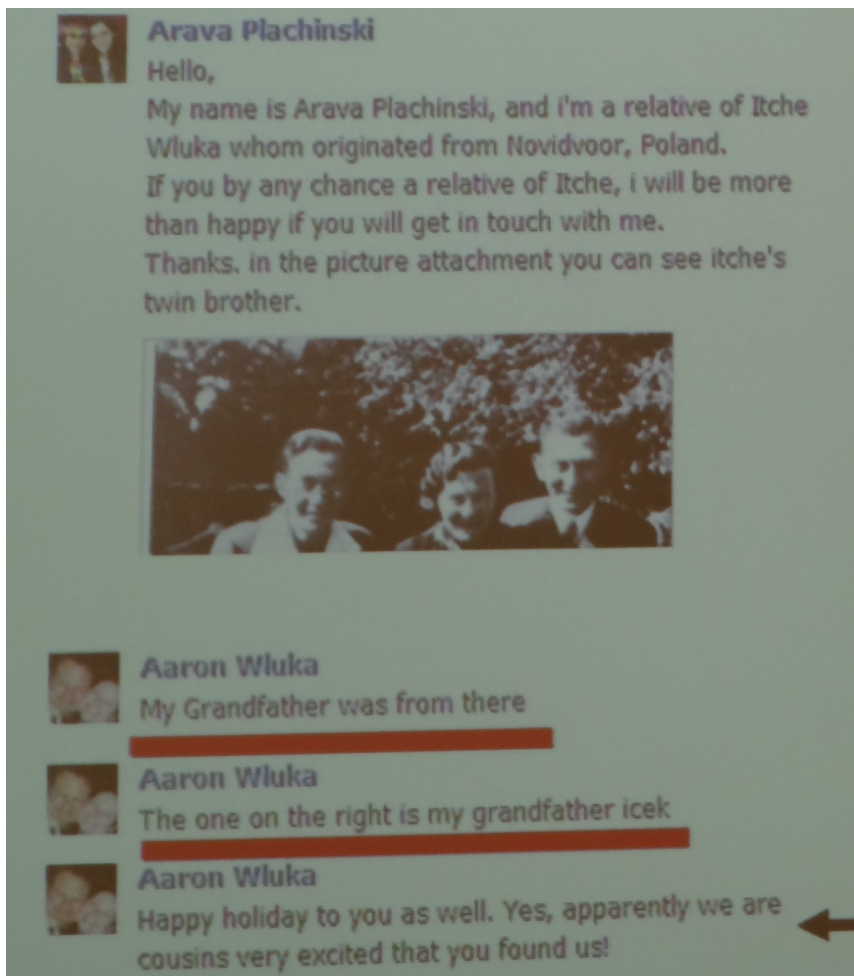 Arava Plachinski
Hello,
My name is Arava Plachinski, and i'm a relative of Itche
Wluka whom originated from Novidvoor, Poland.
If you by any chance a relative of Itche, i will be more
than happy if you will get in touch with me.
Thanks. in the picture attachment you can see itche's
twin brother.
Aaron Wluka
My Grandfather was from there
Aaron Wluka
The one on the right is my grandfather icek
Aaron Wluka
Happy holiday to you as well. Yes, apparently we are
cousins very excited that you found us!